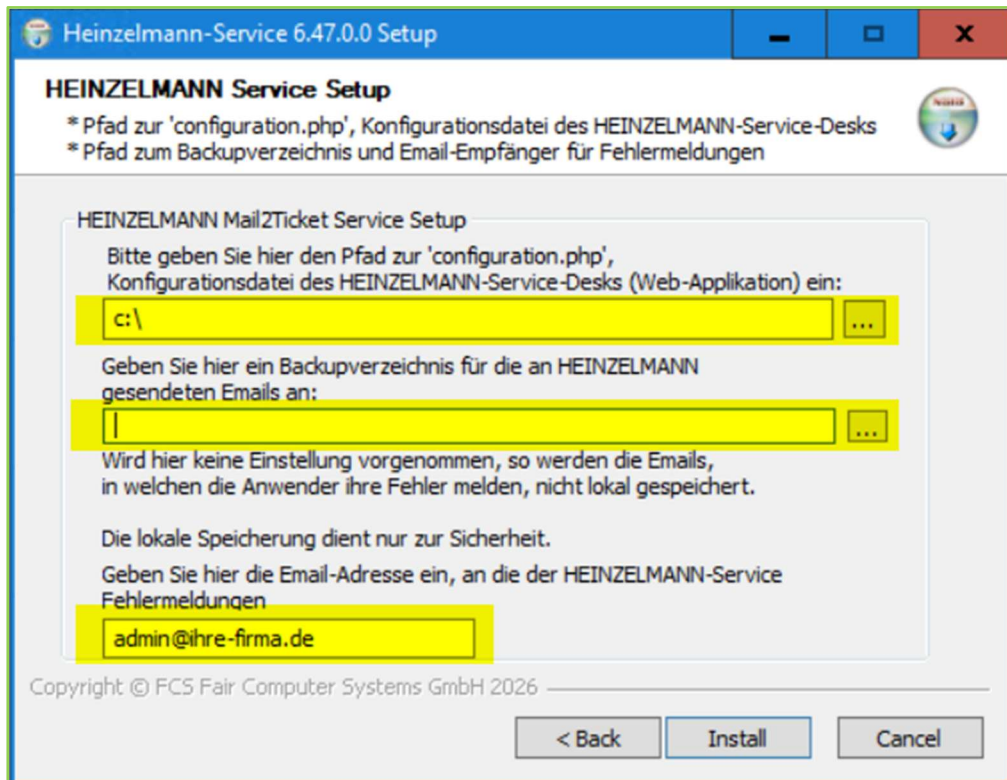 Heinzelmann-Service 6.47.0.0 Setup
HEINZELMANN Service Setup
* Pfad zur 'configuration.php', Konfigurationsdatei des HEINZELMANN-Service-Desks
* Pfad zum Backupverzeichnis und Email-Empfänger für Fehlermeldungen
HEINZELMANN Mail2Ticket Service Setup
Bitte geben Sie hier den Pfad zur 'configuration.php',
Konfigurationsdatei des HEINZELMANN-Service-Desks (Web-Applikation) ein:
c:\
...
Geben Sie hier ein Backupverzeichnis für die an HEINZELMANN
gesendeten Emails an:
...
Wird hier keine Einstellung vorgenommen, so werden die Emails,
in welchen die Anwender ihre Fehler melden, nicht lokal gespeichert.
Die lokale Speicherung dient nur zur Sicherheit.
Geben Sie hier die Email-Adresse ein, an die der HEINZELMANN-Service
Fehlermeldungen
admin@ihre-firma.de
Copyright © FCS Fair Computer Systems GmbH 2026
< Back
Install
Cancel